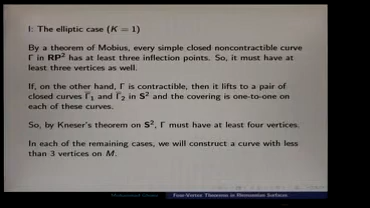 I: The elliptic case (K = 1)
By a theorem of Mobius, every simple closed noncontractible curve
Γ in RP² has at least three inflection points. So, it must have at
least three vertices as well.
If, on the other hand, Γ is contractible, then it lifts to a pair of
closed curves Γ̄₁ and Γ̄₂ in S² and the covering is one-to-one on
each of these curves.
So, by Kneser's theorem on S², Γ must have at least four vertices.
In each of the remaining cases, we will construct a curve with less
than 3 vertices on M.
Mohammad Ghomi Four-Vertex Theorems in Riemannian Surfaces